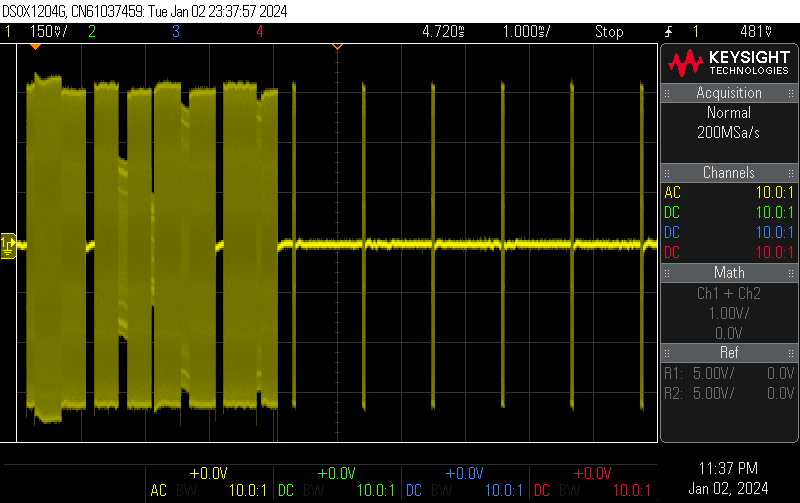 DSOX1204G, CN61037459: Tue Jan 02 23:37:57 2024
1 150V/ 2 3 4 4.720s 1.000s/ Stop 1 481V
KEYSIGHT
TECHNOLOGIES
Acquisition
Normal
200MSa/s
Channels
AC 10.0:1
DC 10.0:1
DC 10.0:1
DC 10.0:1
Math
Ch1 + Ch2
1.00V/
0.0V
Ref
R1: 5.00V/ 0.0V
R2: 5.00V/ 0.0V
1
+0.0V +0.0V +0.0V +0.0V
AC BW 10.0:1 DC BW 10.0:1 DC BW 10.0:1 DC BW 10.0:1
11:37 PM
Jan 02, 2024